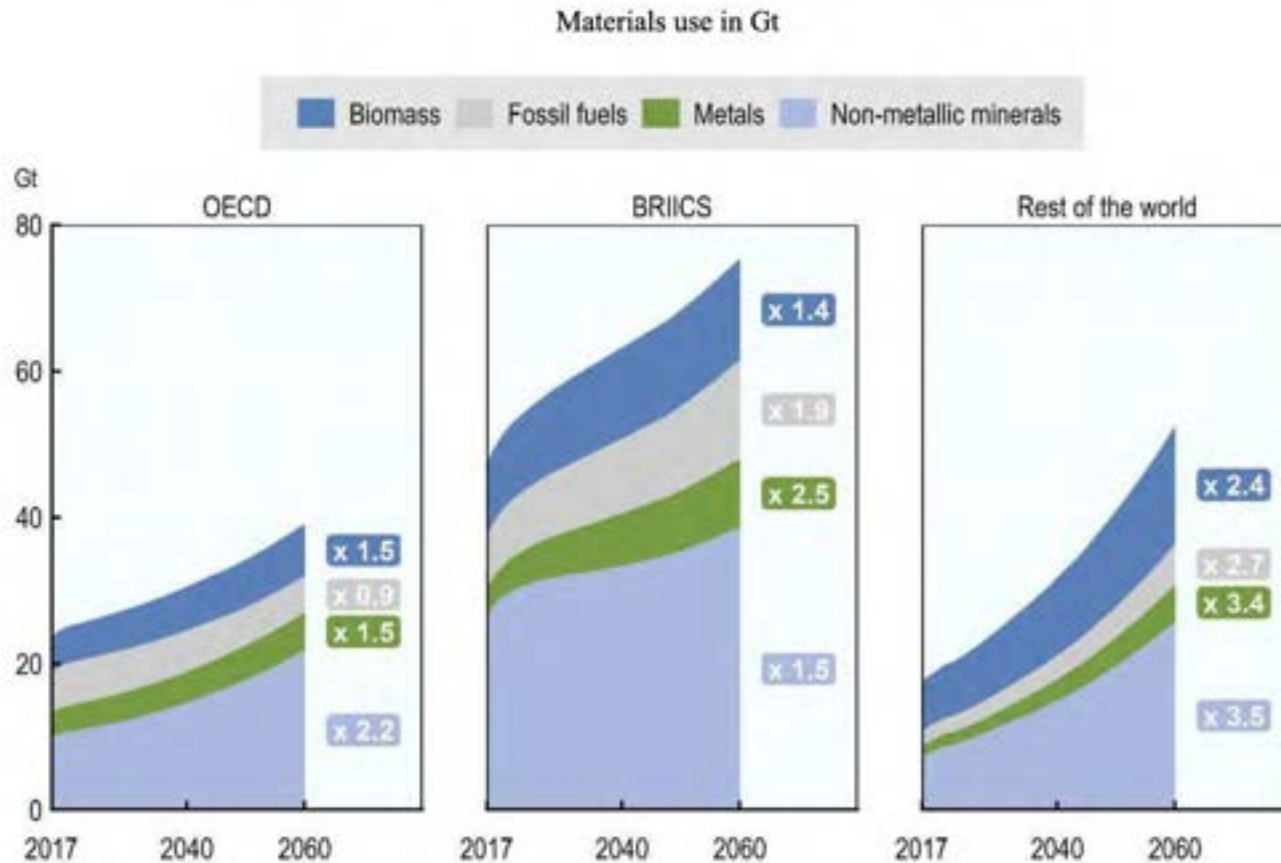 Materials use in Gt
Biomass Fossil fuels Metals Non-metallic minerals
Gt
OECD BRIICS Rest of the world
80
60
40
20
0
x 1.5
x 0.9
x 1.5
x 2.2
x 1.4
x 1.9
x 2.5
x 1.5
x 2.4
x 2.7
x 3.4
x 3.5
2017 2040 2060 2017 2040 2060 2017 2040 2060